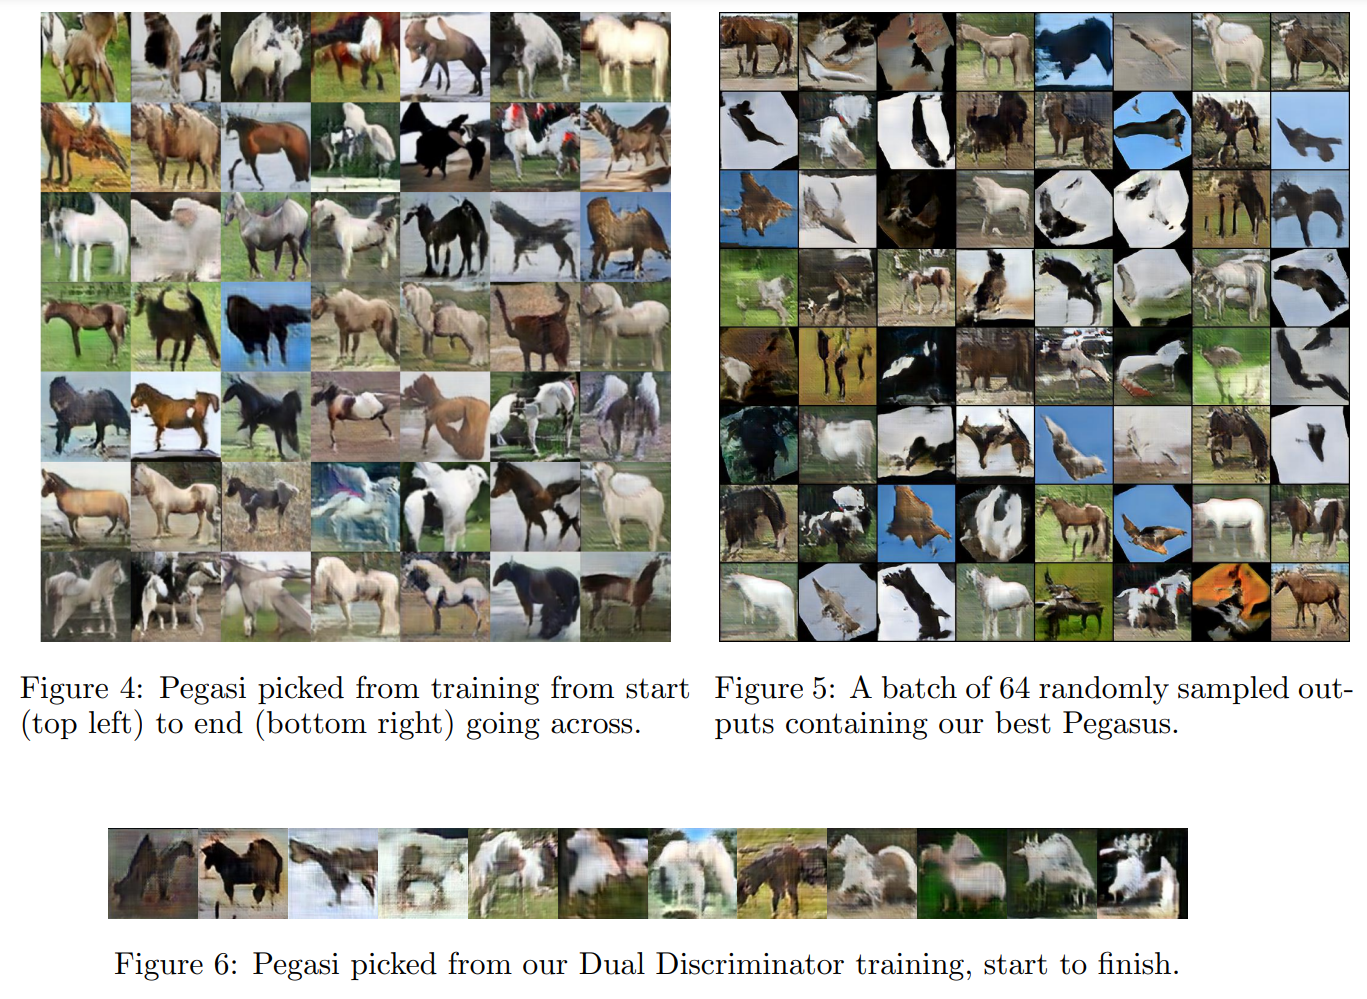 Figure 4: Pegasi picked from training from start
(top left) to end (bottom right) going across.
Figure 5: A batch of 64 randomly sampled out-
puts containing our best Pegasus.
Figure 6: Pegasi picked from our Dual Discriminator training, start to finish.